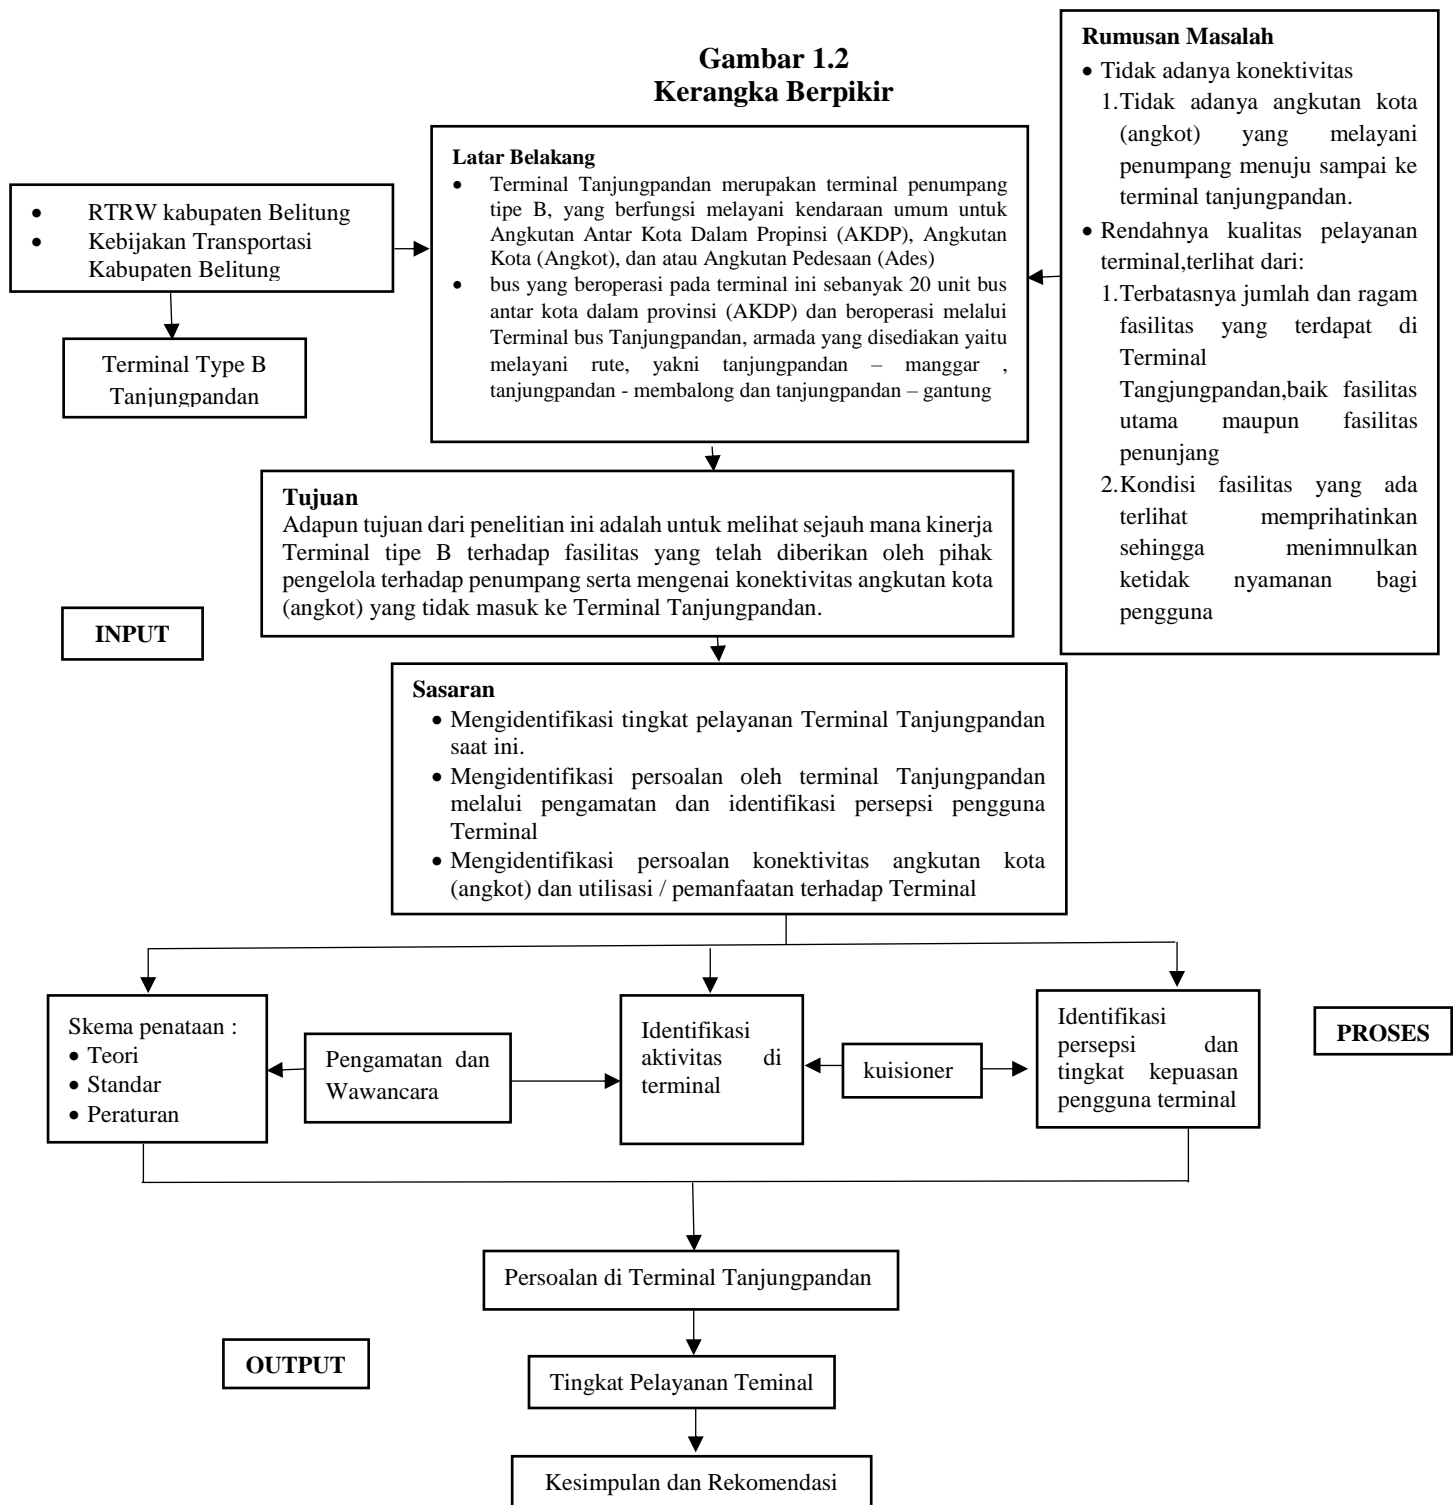 Gambar 1.2
Kerangka Berpikir
Rumusan Masalah
• Tidak adanya konektivitas
1.Tidak adanya angkutan kota
(angkot) yang melayani
penumpang menuju sampai ke
terminal tanjungpandan.
• Rendahnya kualitas pelayanan
terminal,terlihat dari:
1.Terbatasnya jumlah dan ragam
fasilitas yang terdapat di
Terminal
Tangjungpandan,baik fasilitas
utama maupun fasilitas
penunjang
2.Kondisi fasilitas yang ada
terlihat memprihatinkan
sehingga menimnulkan
ketidak nyamanan bagi
pengguna
Latar Belakang
• Terminal Tanjungpandan merupakan terminal penumpang
tipe B, yang berfungsi melayani kendaraan umum untuk
Angkutan Antar Kota Dalam Propinsi (AKDP), Angkutan
Kota (Angkot), dan atau Angkutan Pedesaan (Ades)
• bus yang beroperasi pada terminal ini sebanyak 20 unit bus
antar kota dalam provinsi (AKDP) dan beroperasi melalui
Terminal bus Tanjungpandan, armada yang disediakan yaitu
melayani rute, yakni tanjungpandan – manggar ,
tanjungpandan - membalong dan tanjungpandan – gantung
• RTRW kabupaten Belitung
• Kebijakan Transportasi
Kabupaten Belitung
Terminal Type B
Tanjungpandan
Tujuan
Adapun tujuan dari penelitian ini adalah untuk melihat sejauh mana kinerja
Terminal tipe B terhadap fasilitas yang telah diberikan oleh pihak
pengelola terhadap penumpang serta mengenai konektivitas angkutan kota
(angkot) yang tidak masuk ke Terminal Tanjungpandan.
INPUT
Sasaran
• Mengidentifikasi tingkat pelayanan Terminal Tanjungpandan
saat ini.
• Mengidentifikasi persoalan oleh terminal Tanjungpandan
melalui pengamatan dan identifikasi persepsi pengguna
Terminal
• Mengidentifikasi persoalan konektivitas angkutan kota
(angkot) dan utilisasi / pemanfaatan terhadap Terminal
Skema penataan :
• Teori
• Standar
• Peraturan
Pengamatan dan
Wawancara
Identifikasi
aktivitas di
terminal
kuisioner
Identifikasi
persepsi dan
tingkat kepuasan
pengguna terminal
PROSES
Persoalan di Terminal Tanjungpandan
OUTPUT
Tingkat Pelayanan Teminal
Kesimpulan dan Rekomendasi